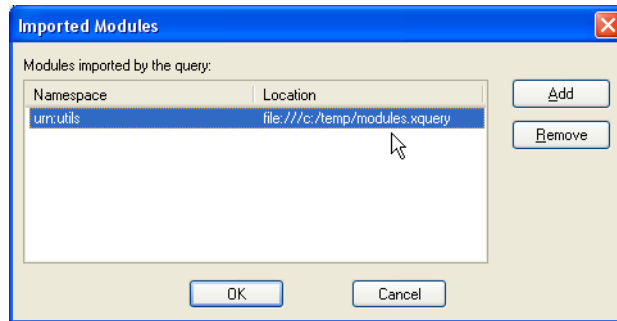 Imported Modules
Modules imported by the query:
Namespace Location
urn:utils file:///c:/temp/modules.xquery
Add
Remove
OK Cancel